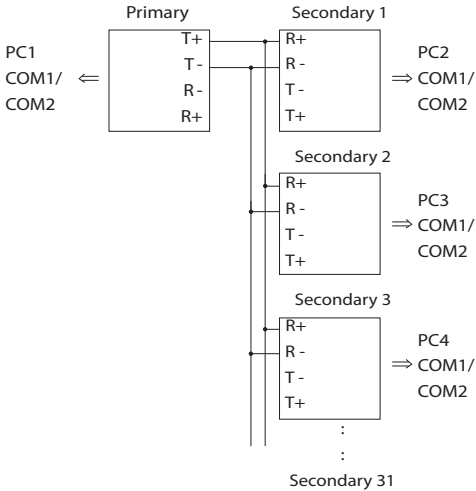 Primary
PC1
COM1/
COM2
⇐
T+
T -
R -
R+
Secondary 1
R+
R -
T -
T+
⇒
PC2
COM1/
COM2
Secondary 2
R+
R -
T -
T+
⇒
PC3
COM1/
COM2
Secondary 3
R+
R -
T -
T+
⇒
PC4
COM1/
COM2
:
:
Secondary 31